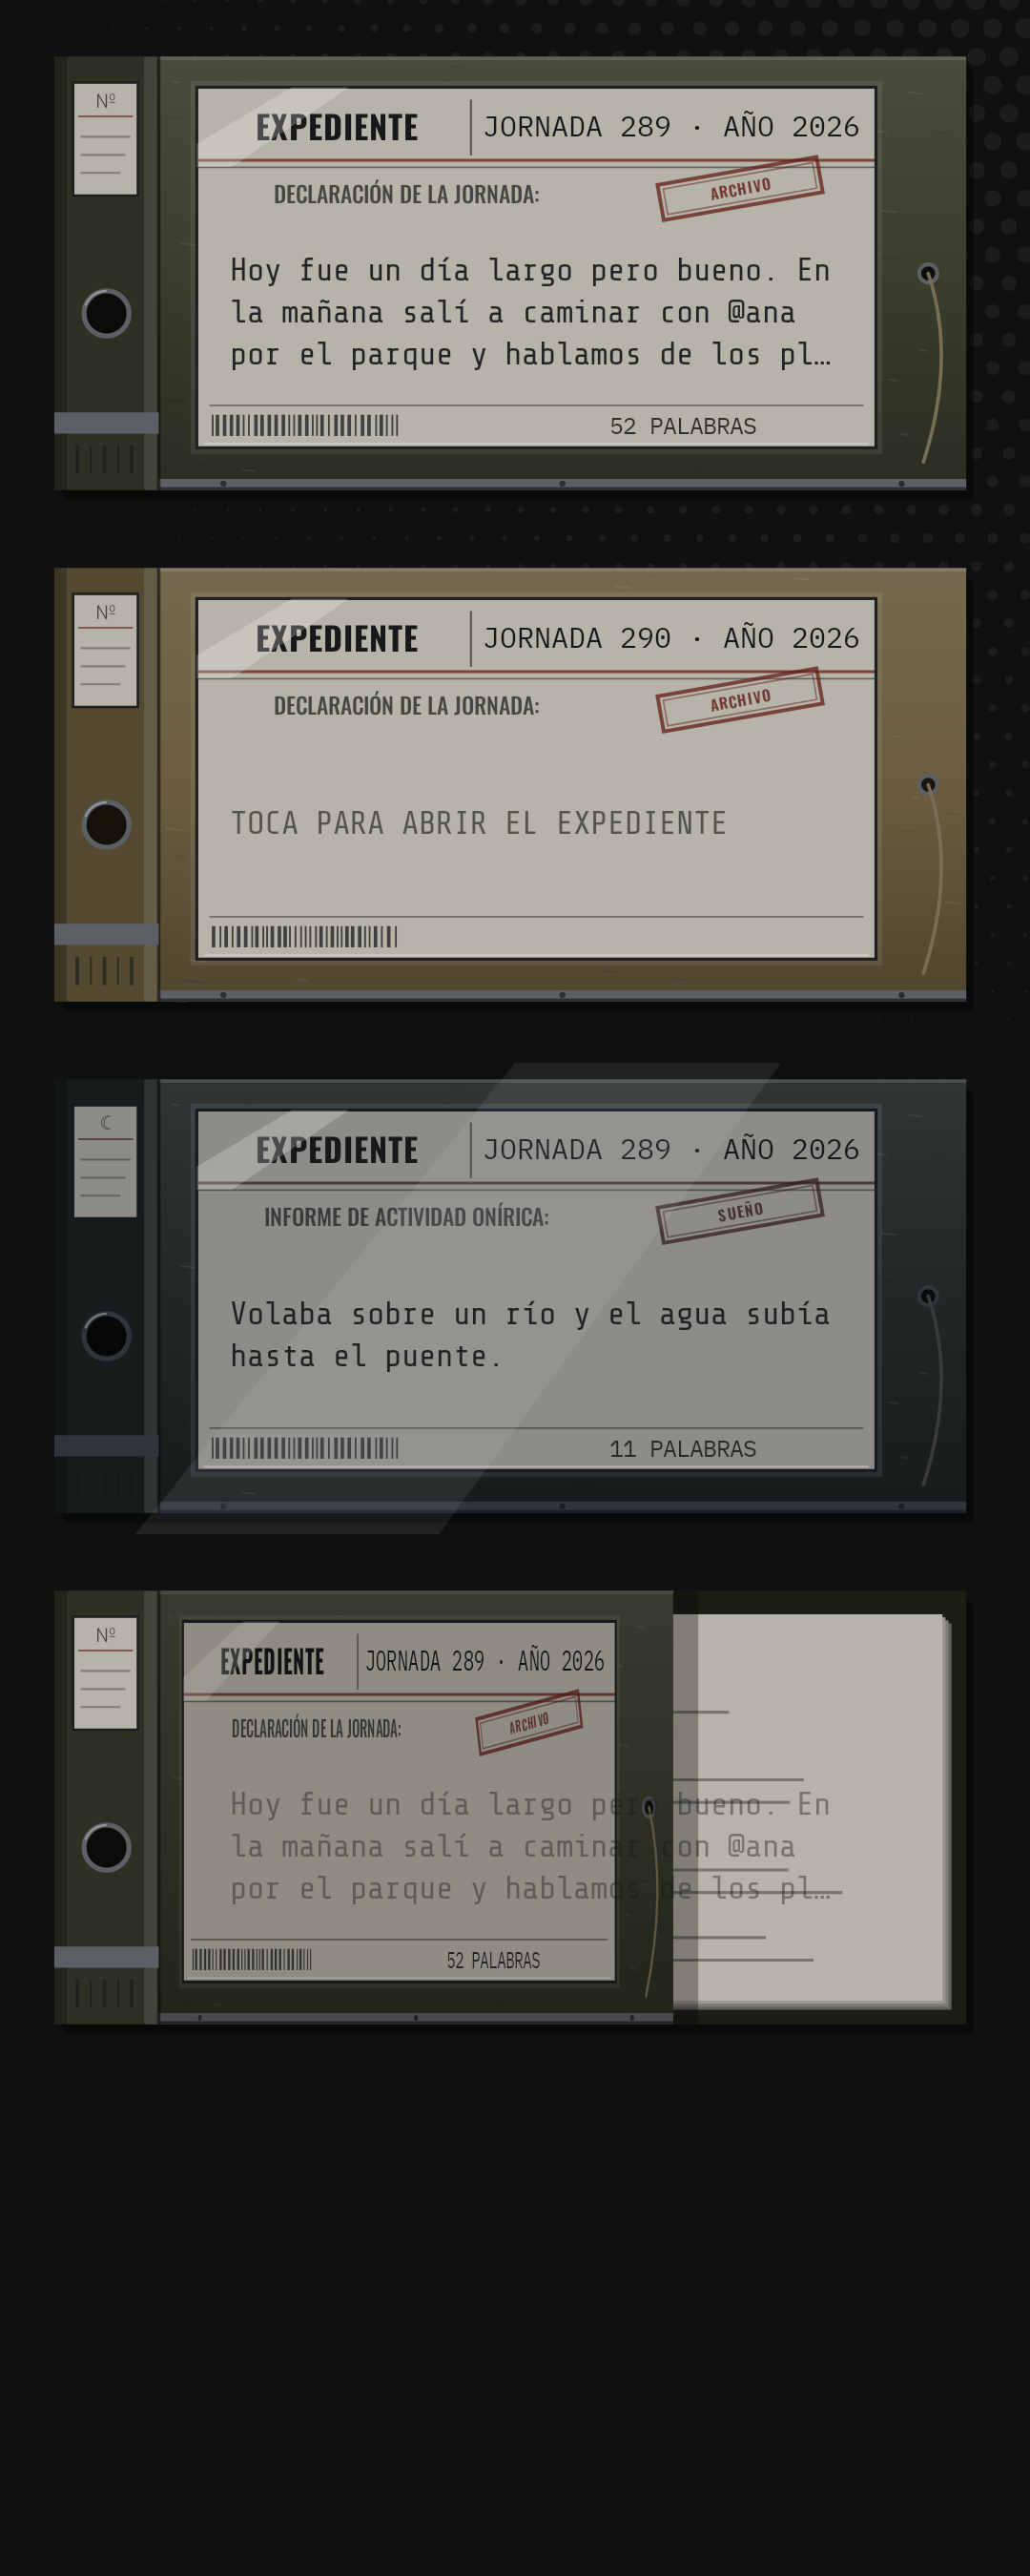 Nº
EXPEDIENTE
JORNADA 289 · AÑO 2026
DECLARACIÓN DE LA JORNADA:
ARCHIVO
Hoy fue un día largo pero bueno. En
la mañana salí a caminar con @ana
por el parque y hablamos de los pl…
52 PALABRAS
Nº
EXPEDIENTE
JORNADA 290 · AÑO 2026
DECLARACIÓN DE LA JORNADA:
ARCHIVO
TOCA PARA ABRIR EL EXPEDIENTE
☾
EXPEDIENTE
JORNADA 289 · AÑO 2026
INFORME DE ACTIVIDAD ONÍRICA:
SUEÑO
Volaba sobre un río y el agua subía
hasta el puente.
11 PALABRAS
Nº
EXPEDIENTE
JORNADA 289 · AÑO 2026
DECLARACIÓN DE LA JORNADA:
ARCHIVO
Hoy fue un día largo pero bueno. En
la mañana salí a caminar con @ana
por el parque y hablamos de los pl…
52 PALABRAS